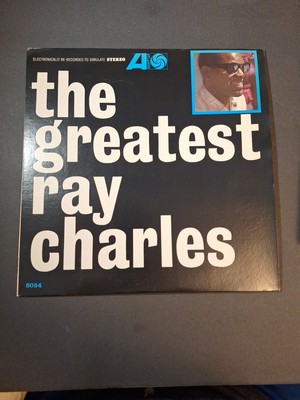 ELECTRONICALLY RE-RECORDED TO SIMULATE STEREO
the
greatest
ray
charles
8054